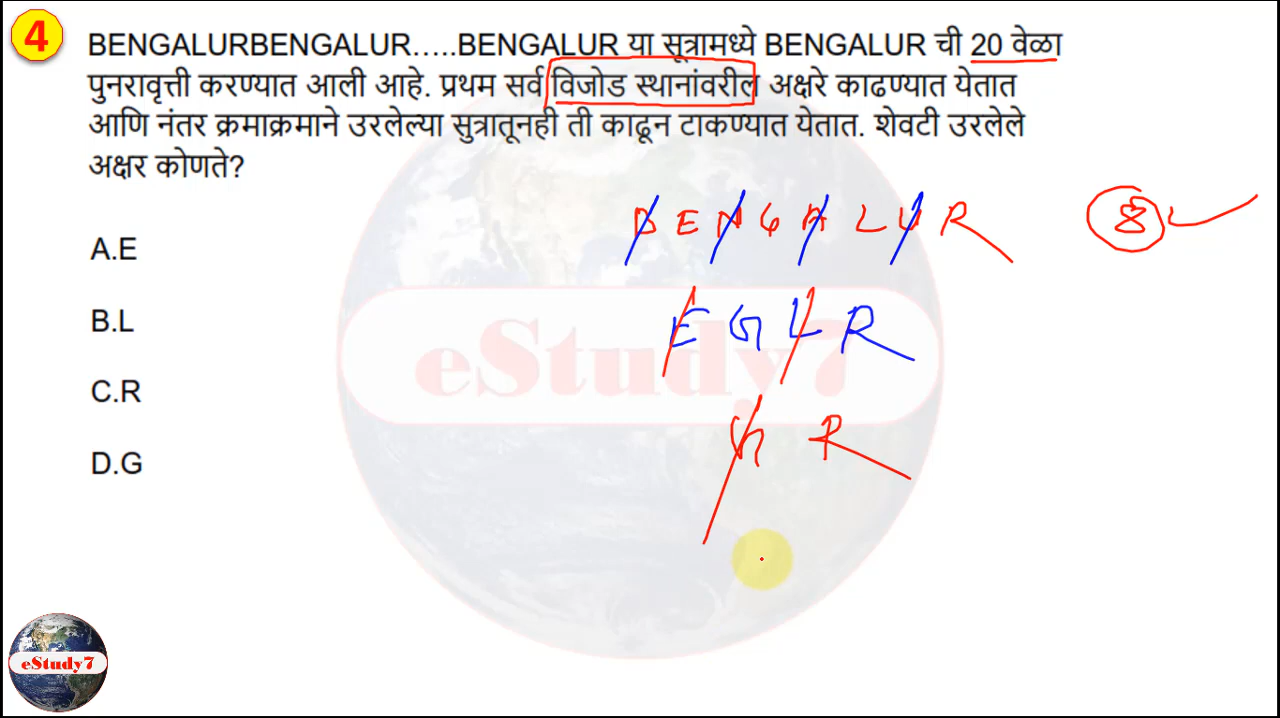 4
BENGALURBENGALUR.....BENGALUR या सूत्रामध्ये BENGALUR ची 20 वेळा
पुनरावृत्ती करण्यात आली आहे. प्रथम सर्व विजोड स्थानांवरील अक्षरे काढण्यात येतात
आणि नंतर क्रमाक्रमाने उरलेल्या सुत्रातूनही ती काढून टाकण्यात येतात. शेवटी उरलेले
अक्षर कोणते?
B E N G A L U R 8
A.E
B.L
E G L R
eStudy7
C.R
G R
D.G
eStudy7